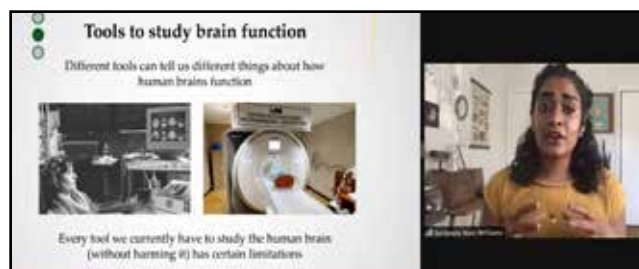 Tools to study brain function
Different tools can tell us different things about how
human brains function
Every tool we currently have to study the human brain
(without harming it) has certain limitations